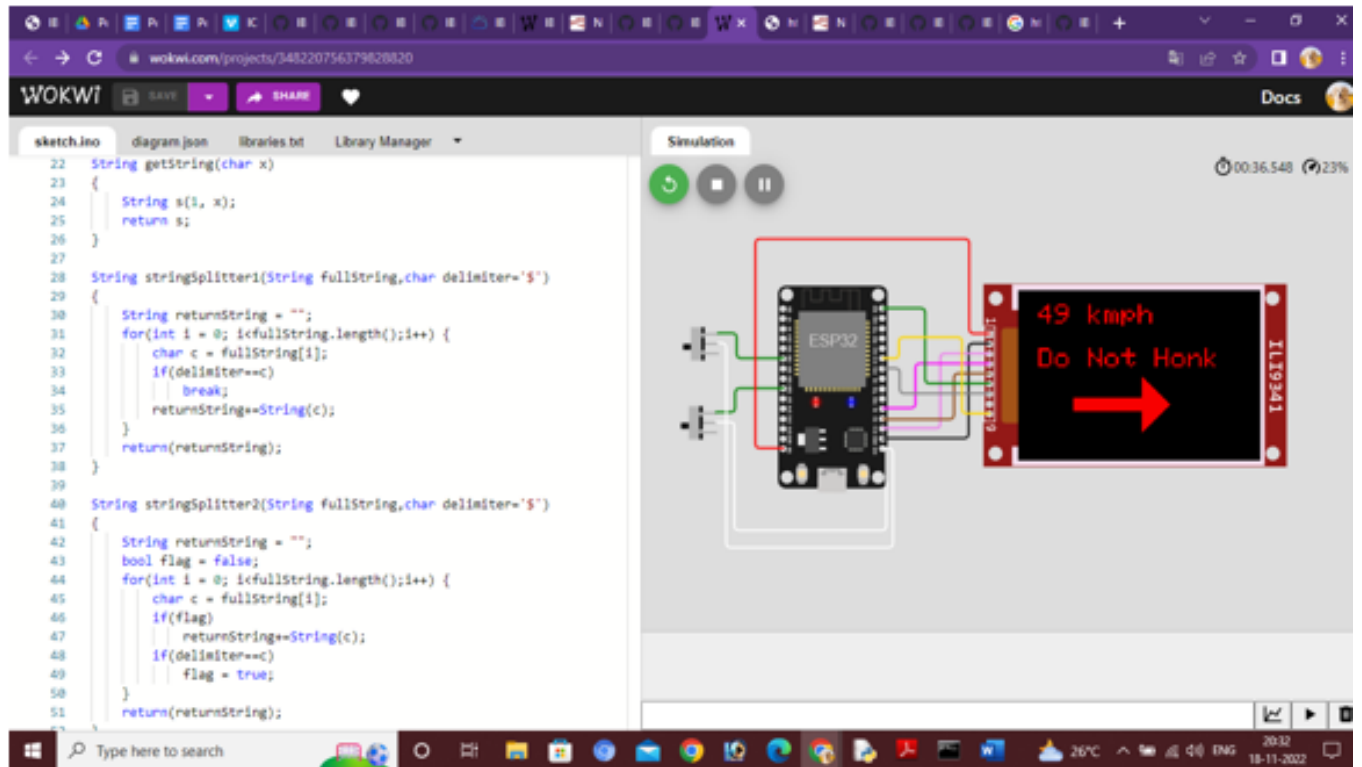 wokwi.com/projects/348220756379828820
WOKWi SAVE SHARE Docs
sketch.ino diagram.json libraries.txt Library Manager
Simulation
00:36.548 23%
22 String getString(char x)
23 {
24 String s(1, x);
25 return s;
26 }
27
28 String stringSplitter1(String fullString,char delimiter='$')
29 {
30 String returnString = "";
31 for(int i = 0; i<fullString.length();i++) {
32 char c = fullString[i];
33 if(delimiter==c)
34 break;
35 returnString+=String(c);
36 }
37 return(returnString);
38 }
39
40 String stringSplitter2(String fullString,char delimiter='$')
41 {
42 String returnString = "";
43 bool flag = false;
44 for(int i = 0; i<fullString.length();i++) {
45 char c = fullString[i];
46 if(flag)
47 returnString+=String(c);
48 if(delimiter==c)
49 flag = true;
50 }
51 return(returnString);
ESP32
49 kmph
Do Not Honk
ILI9341
Type here to search
26°C ENG
20:32
18-11-2022